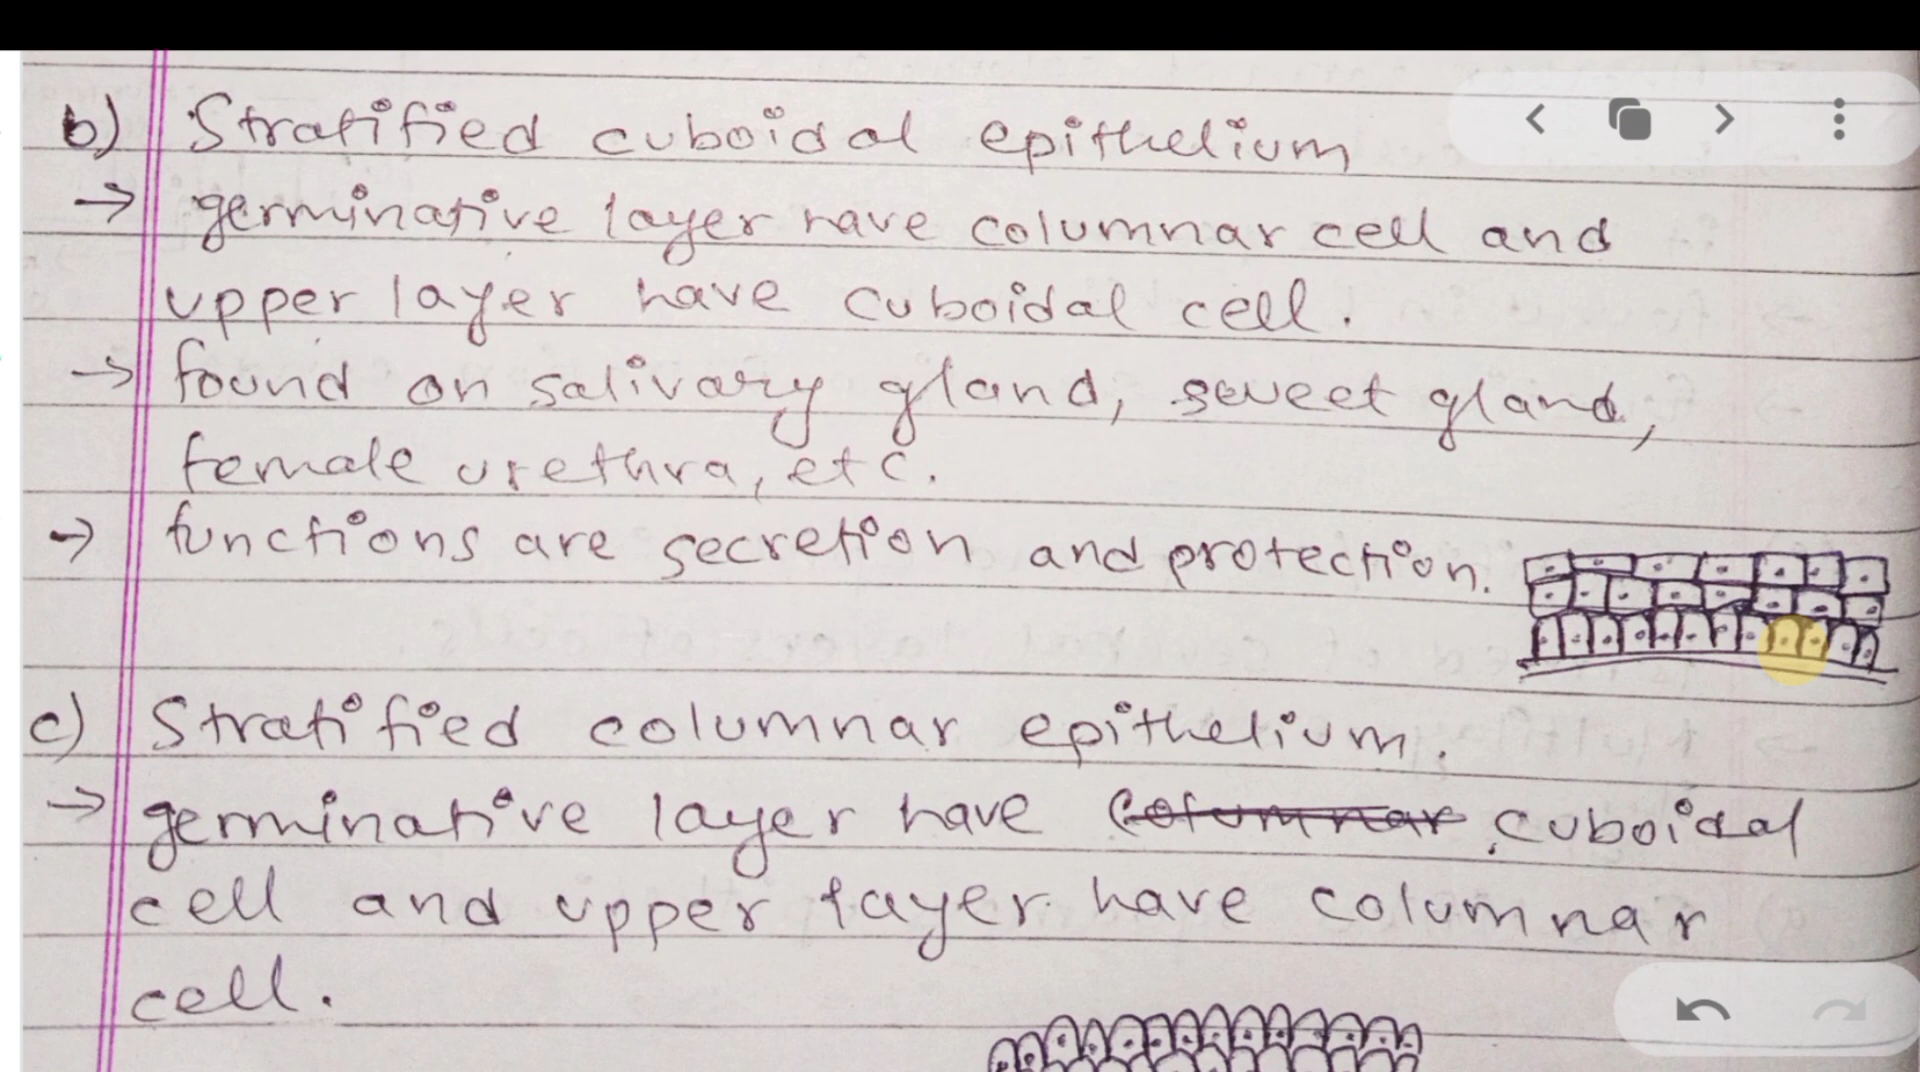 b) Stratified cuboidal epithelium
→ germinative layer have columnar cell and
upper layer have cuboidal cell.
→ found on salivary gland, sweet gland,
female urethra, etc.
→ functions are secretion and protection.
c) Stratified columnar epithelium.
→ germinative layer have columnar cuboidal
cell and upper layer have columnar
cell.